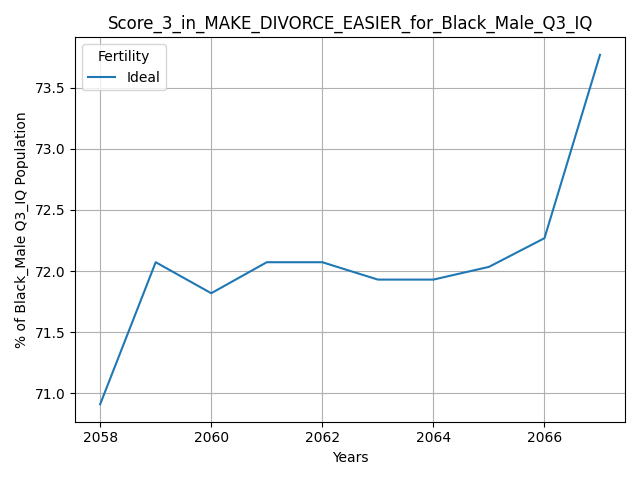 Score_3_in_MAKE_DIVORCE_EASIER_for_Black_Male_Q3_IQ
Fertility
Ideal
% of Black_Male Q3_IQ Population
73.5
73.0
72.5
72.0
71.5
71.0
2058
2060
2062
2064
2066
Years